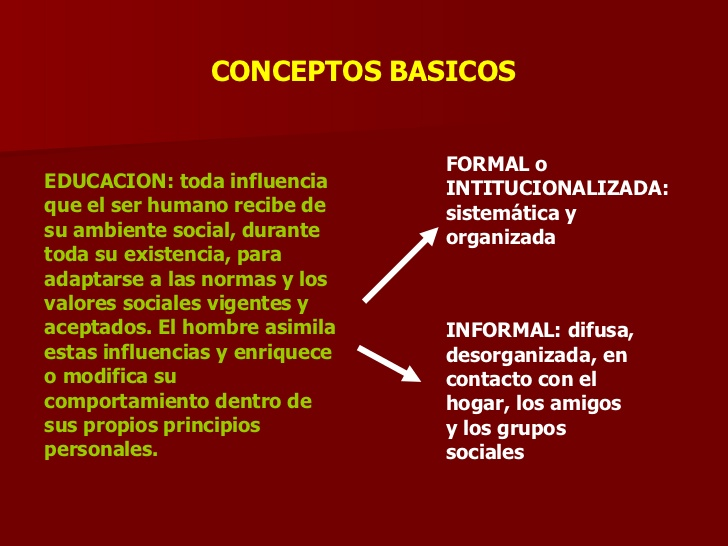 CONCEPTOS BASICOS
EDUCACION: toda influencia
que el ser humano recibe de
su ambiente social, durante
toda su existencia, para
adaptarse a las normas y los
valores sociales vigentes y
aceptados. El hombre asimila
estas influencias y enriquece
o modifica su
comportamiento dentro de
sus propios principios
personales.
FORMAL o
INTITUCIONALIZADA:
sistemática y
organizada
INFORMAL: difusa,
desorganizada, en
contacto con el
hogar, los amigos
y los grupos
sociales